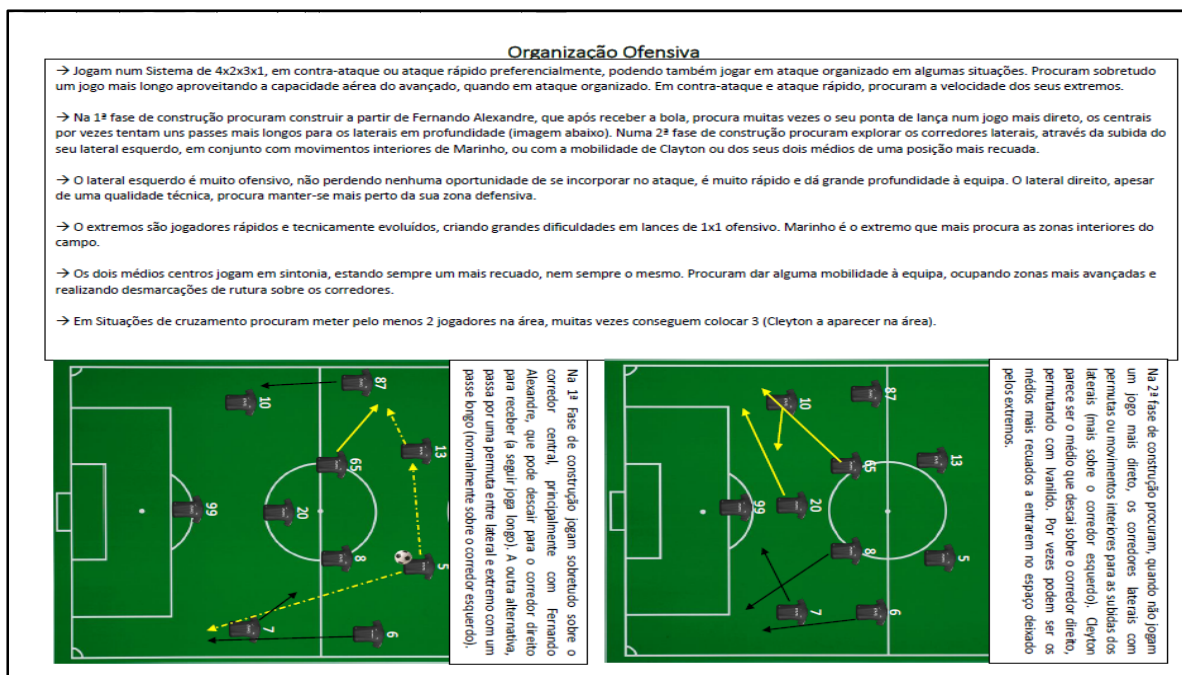 Organização Ofensiva
→ Jogam num Sistema de 4x2x3x1, em contra-ataque ou ataque rápido preferencialmente, podendo também jogar em ataque organizado em algumas situações. Procuram sobretudo
um jogo mais longo aproveitando a capacidade aérea do avançado, quando em ataque organizado. Em contra-ataque e ataque rápido, procuram a velocidade dos seus extremos.
→ Na 1ª fase de construção procuram construir a partir de Fernando Alexandre, que após receber a bola, procura muitas vezes o seu ponta de lança num jogo mais direto, os centrais
por vezes tentam uns passes mais longos para os laterais em profundidade (imagem abaixo). Numa 2ª fase de construção procuram explorar os corredores laterais, através da subida do
seu lateral esquerdo, em conjunto com movimentos interiores de Marinho, ou com a mobilidade de Clayton ou dos seus dois médios de uma posição mais recuada.
→ O lateral esquerdo é muito ofensivo, não perdendo nenhuma oportunidade de se incorporar no ataque, é muito rápido e dá grande profundidade à equipa. O lateral direito, apesar
de uma qualidade técnica, procura manter-se mais perto da sua zona defensiva.
→ O extremos são jogadores rápidos e tecnicamente evoluídos, criando grandes dificuldades em lances de 1x1 ofensivo. Marinho é o extremo que mais procura as zonas interiores do
campo.
→ Os dois médios centros jogam em sintonia, estando sempre um mais recuado, nem sempre o mesmo. Procuram dar alguma mobilidade à equipa, ocupando zonas mais avançadas e
realizando desmarcações de rutura sobre os corredores.
→ Em Situações de cruzamento procuram meter pelo menos 2 jogadores na área, muitas vezes conseguem colocar 3 (Cleyton a aparecer na área).
87
10
13
65
99
20
8
5
7
6
Na 1ª Fase de construção jogam sobretudo sobre o
corredor central, principalmente com Fernando
Alexandre, que pode descair para o corredor direito
para receber (a seguir joga longo). A outra alternativa,
passa por uma permuta entre lateral e extremo com um
passe longo (normalmente sobre o corredor esquerdo).
87
10
13
65
99
20
8
5
7
6
Na 2ª fase de construção procuram, quando não jogam
um jogo mais direto, os corredores laterais com
permutas ou movimentos interiores para as subidas dos
laterais (mais sobre o corredor esquerdo). Cleyton
parece ser o médio que descai sobre o corredor direito,
permutando com Ivanildo. Por vezes podem ser os
médios mais recuados a entrarem no espaço deixado
pelos extremos.